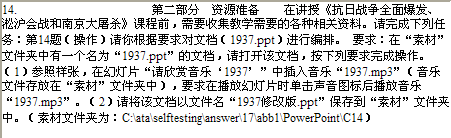 14.                    第二部分  资源准备      在讲授《抗日战争全面爆发、
淞沪会战和南京大屠杀》课程前,需要收集教学需要的各种相关资料。请完成下列任
务:第14题(操作)请你根据要求对文档(1937.ppt)进行编排。 要求:在“素材”
文件夹中有一个名为“1937.ppt”的文档,请打开该文档,按下列要求完成操作。
(1)参照样张,在幻灯片“请欣赏音乐‘1937’”中插入音乐“1937.mp3”(音乐
文件存放在“素材”文件夹中),要求在播放幻灯片时单击声音图标后播放音乐
“1937.mp3”。(2)请将该文档以文件名“1937修改版.ppt”保存到“素材”文件夹
中。(素材文件夹为:C:\ata\selftesting\answer\17\abb1\PowerPoint\C14)